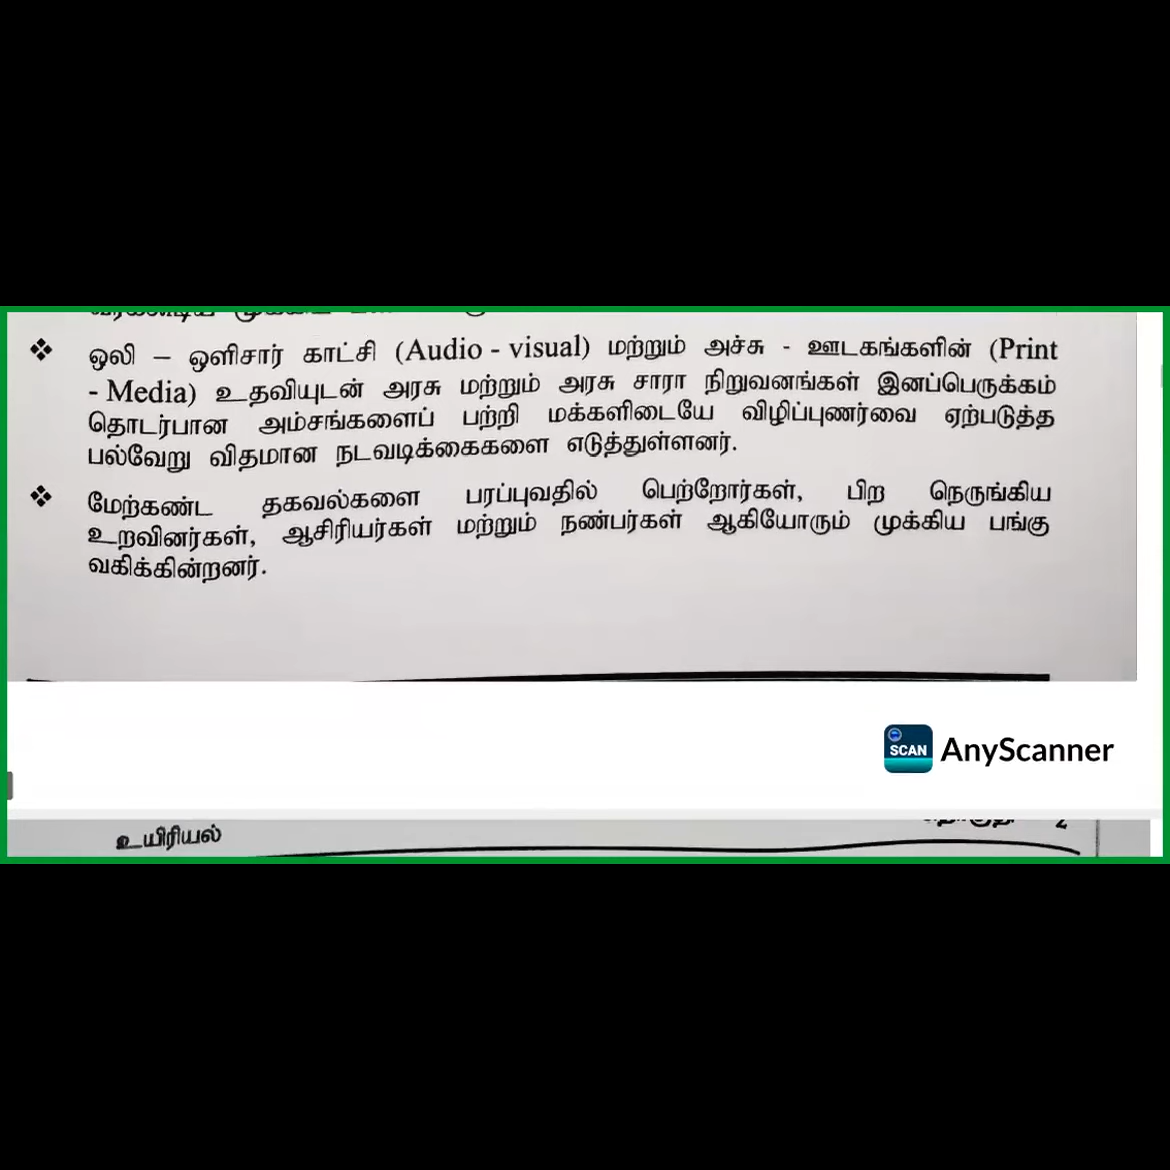 ❖ ஒலி – ஒளிசார் காட்சி (Audio - visual) மற்றும் அச்சு - ஊடகங்களின் (Print
- Media) உதவியுடன் அரசு மற்றும் அரசு சாரா நிறுவனங்கள் இனப்பெருக்கம்
தொடர்பான அம்சங்களைப் பற்றி மக்களிடையே விழிப்புணர்வை ஏற்படுத்த
பல்வேறு விதமான நடவடிக்கைகளை எடுத்துள்ளனர்.
❖ மேற்கண்ட தகவல்களை பரப்புவதில் பெற்றோர்கள், பிற நெருங்கிய
உறவினர்கள், ஆசிரியர்கள் மற்றும் நண்பர்கள் ஆகியோரும் முக்கிய பங்கு
வகிக்கின்றனர்.
SCAN AnyScanner
உயிரியல்